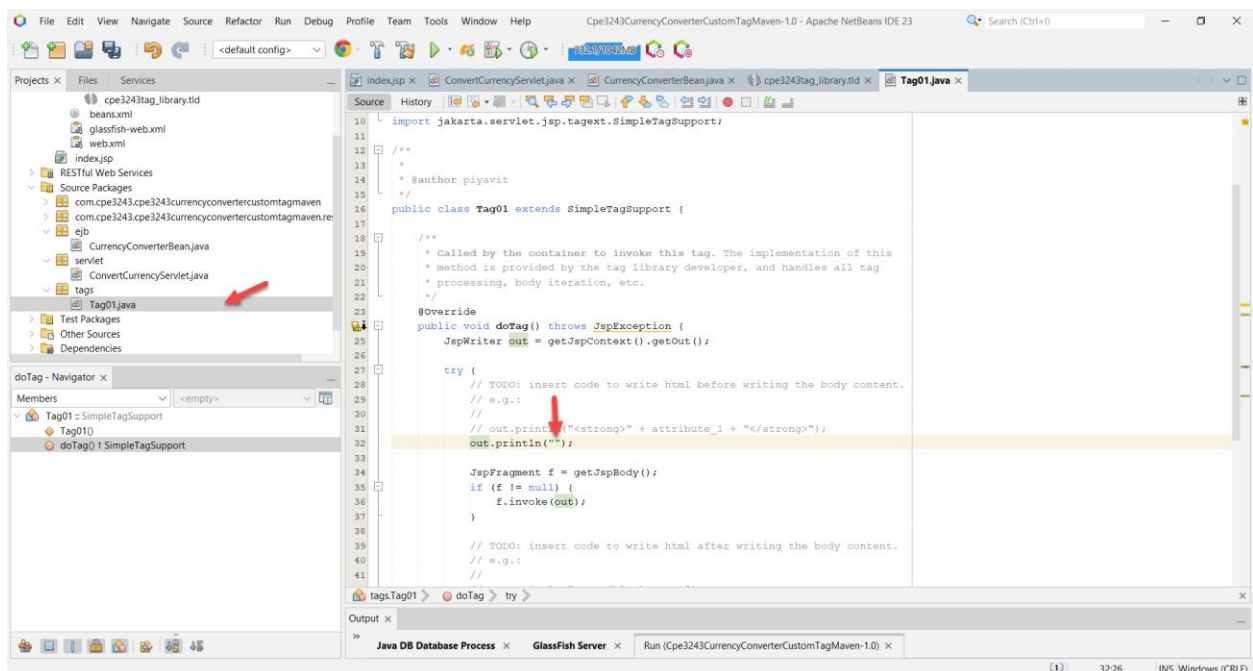 File Edit View Navigate Source Refactor Run Debug Profile Team Tools Window Help Cpe3243CurrencyConverterCustomTagMaven-1.0 - Apache NetBeans IDE 23 Search (Ctrl+I)
<default config> 732.1/1042MB
Projects Files Services
cpe3243tag_library.tld
beans.xml
glassfish-web.xml
web.xml
index.jsp
RESTful Web Services
Source Packages
com.cpe3243.cpe3243currencyconvertercustomtagmaven
com.cpe3243.cpe3243currencyconvertercustomtagmaven.re
ejb
CurrencyConverterBean.java
servlet
ConvertCurrencyServlet.java
tags
Tag01.java
Test Packages
Other Sources
Dependencies
doTag - Navigator
Members <empty>
Tag01 :: SimpleTagSupport
Tag01()
doTag() ↑ SimpleTagSupport
index.jsp ConvertCurrencyServlet.java CurrencyConverterBean.java cpe3243tag_library.tld Tag01.java
Source History
10 import jakarta.servlet.jsp.tagext.SimpleTagSupport;
11
12 /**
13 *
14 * @author piyavit
15 */
16 public class Tag01 extends SimpleTagSupport {
17
18 /**
19 * Called by the container to invoke this tag. The implementation of this
20 * method is provided by the tag library developer, and handles all tag
21 * processing, body iteration, etc.
22 */
23 @Override
public void doTag() throws JspException {
25 JspWriter out = getJspContext().getOut();
26
27 try {
28 // TODO: insert code to write html before writing the body content.
29 // e.g.:
30 //
31 // out.println("<strong>" + attribute_1 + "</strong>");
32 out.println("");
33
34 JspFragment f = getJspBody();
35 if (f != null) {
36 f.invoke(out);
37 }
38
39 // TODO: insert code to write html after writing the body content.
40 // e.g.:
41 //
tags.Tag01 doTag try
Output
Java DB Database Process GlassFish Server Run (Cpe3243CurrencyConverterCustomTagMaven-1.0)
(1) 32:26 INS Windows (CRLF)